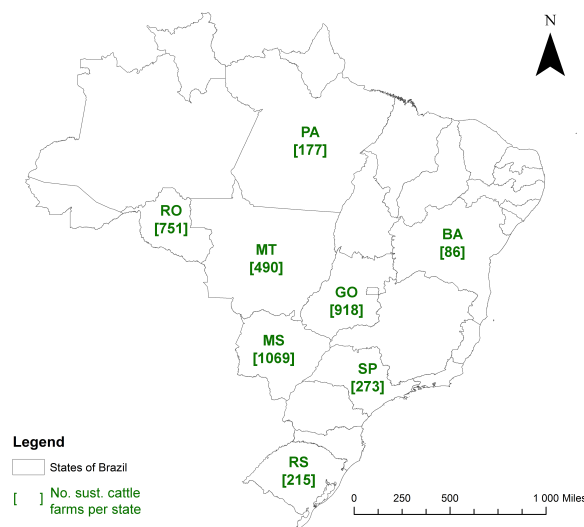 N
PA
[177]
RO
[751]
BA
[86]
MT
[490]
GO
[918]
MS
[1069]
SP
[273]
RS
[215]
Legend
States of Brazil
[ ] No. sust. cattle
farms per state
0 250 500 1 000 Miles